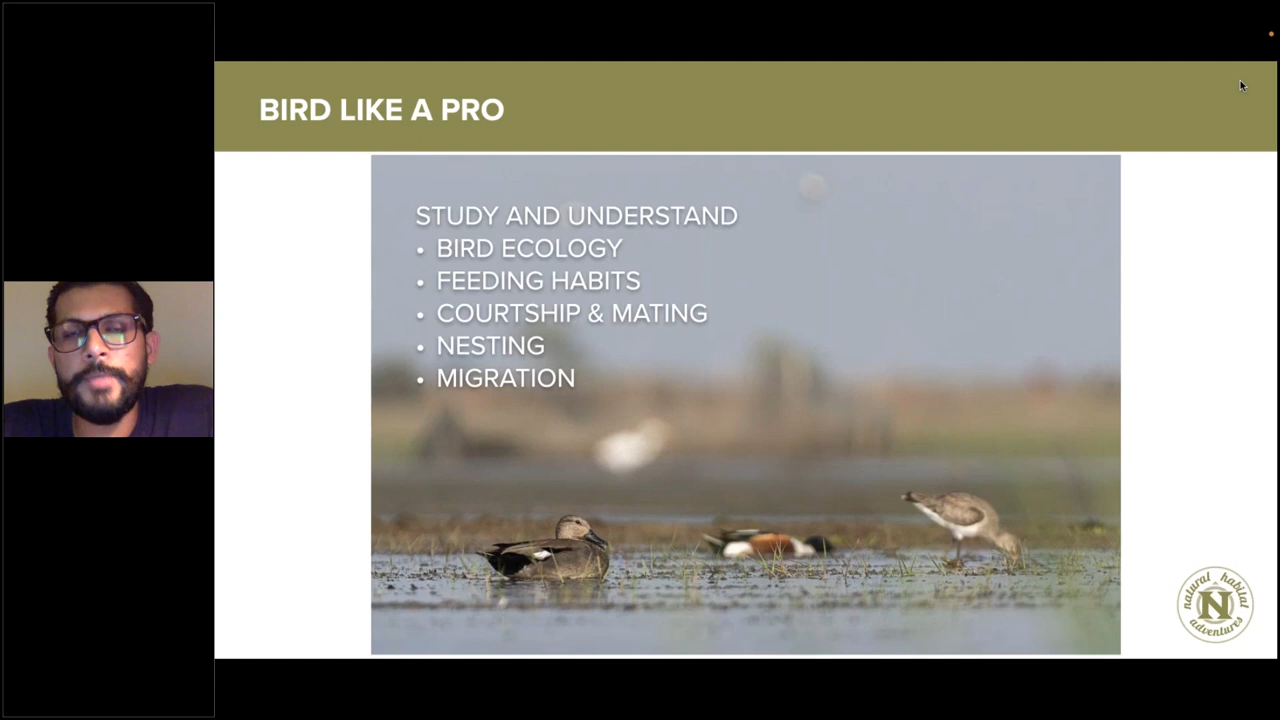 BIRD LIKE A PRO
STUDY AND UNDERSTAND
• BIRD ECOLOGY
• FEEDING HABITS
• COURTSHIP & MATING
• NESTING
• MIGRATION
natural habitat
N
adventures